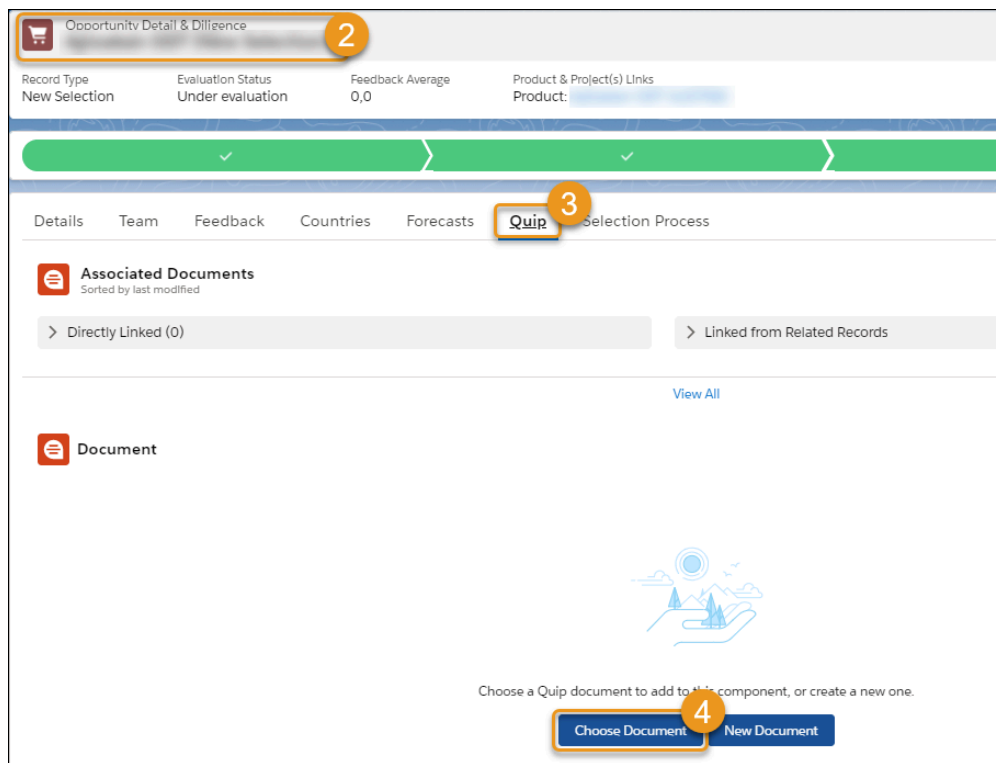 Opportunity Detail & Diligence
2
Record Type
New Selection
Evaluation Status
Under evaluation
Feedback Average
0,0
Product & Project(s) Links
Product:
Details Team Feedback Countries Forecasts Quip Selection Process
3
Associated Documents
Sorted by last modified
Directly Linked (0)
Linked from Related Records
View All
Document
Choose a Quip document to add to this component, or create a new one.
4
Choose Document
New Document